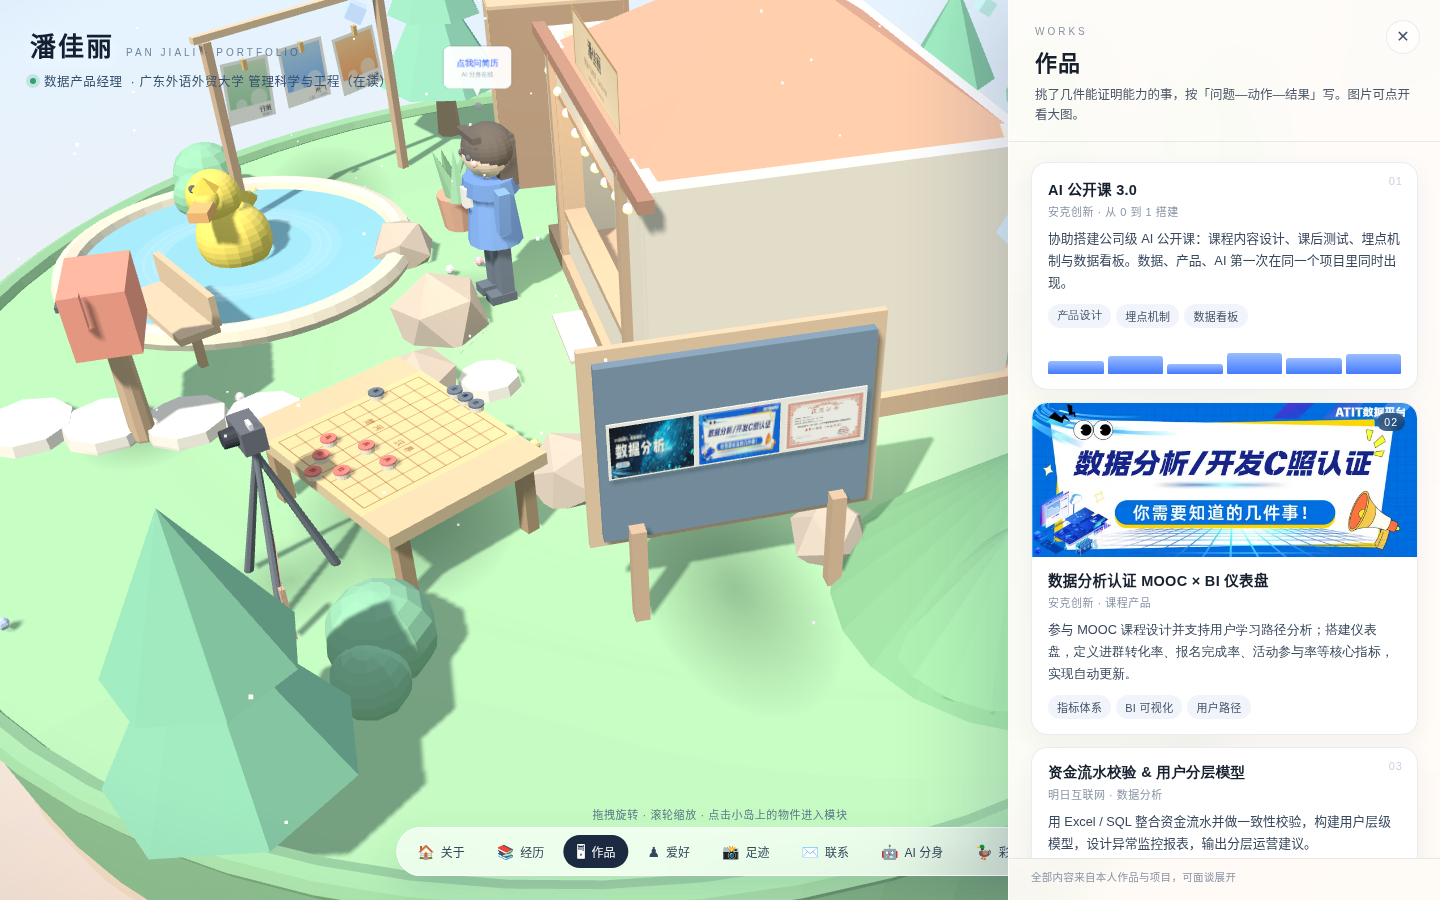 潘佳丽 PAN JIALI · PORTFOLIO
数据产品经理 · 广东外语外贸大学 管理科学与工程（在读）
点我问简历
AI 分身在线
数据分析
数据分析/开发C照认证
拖拽旋转 · 滚轮缩放 · 点击小岛上的物件进入模块
关于
经历
作品
爱好
足迹
联系
AI 分身
WORKS
作品
挑了几件能证明能力的事，按「问题—动作—结果」写。图片可点开
看大图。
01
AI 公开课 3.0
安克创新 · 从 0 到 1 搭建
协助搭建公司级 AI 公开课：课程内容设计、课后测试、埋点机
制与数据看板。数据、产品、AI 第一次在同一个项目里同时出
现。
产品设计
埋点机制
数据看板
ATIT数据平台
02
数据分析/开发C照认证
你需要知道的几件事！
数据分析认证 MOOC × BI 仪表盘
安克创新 · 课程产品
参与 MOOC 课程设计并支持用户学习路径分析；搭建仪表
盘，定义进群转化率、报名完成率、活动参与率等核心指标，
实现自动更新。
指标体系
BI 可视化
用户路径
03
资金流水校验 & 用户分层模型
明日互联网 · 数据分析
用 Excel / SQL 整合资金流水并做一致性校验，构建用户层级
模型，设计异常监控报表，输出分层运营建议。
全部内容来自本人作品与项目，可面谈展开